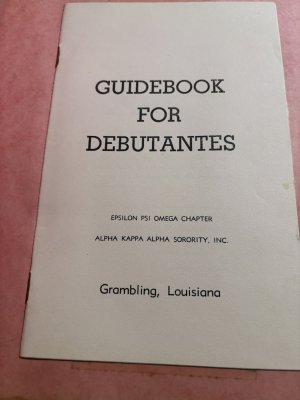 GUIDEBOOK
FOR
DEBUTANTES
EPSILON PSI OMEGA CHAPTER
ALPHA KAPPA ALPHA SORORITY, INC.
Grambling, Louisiana